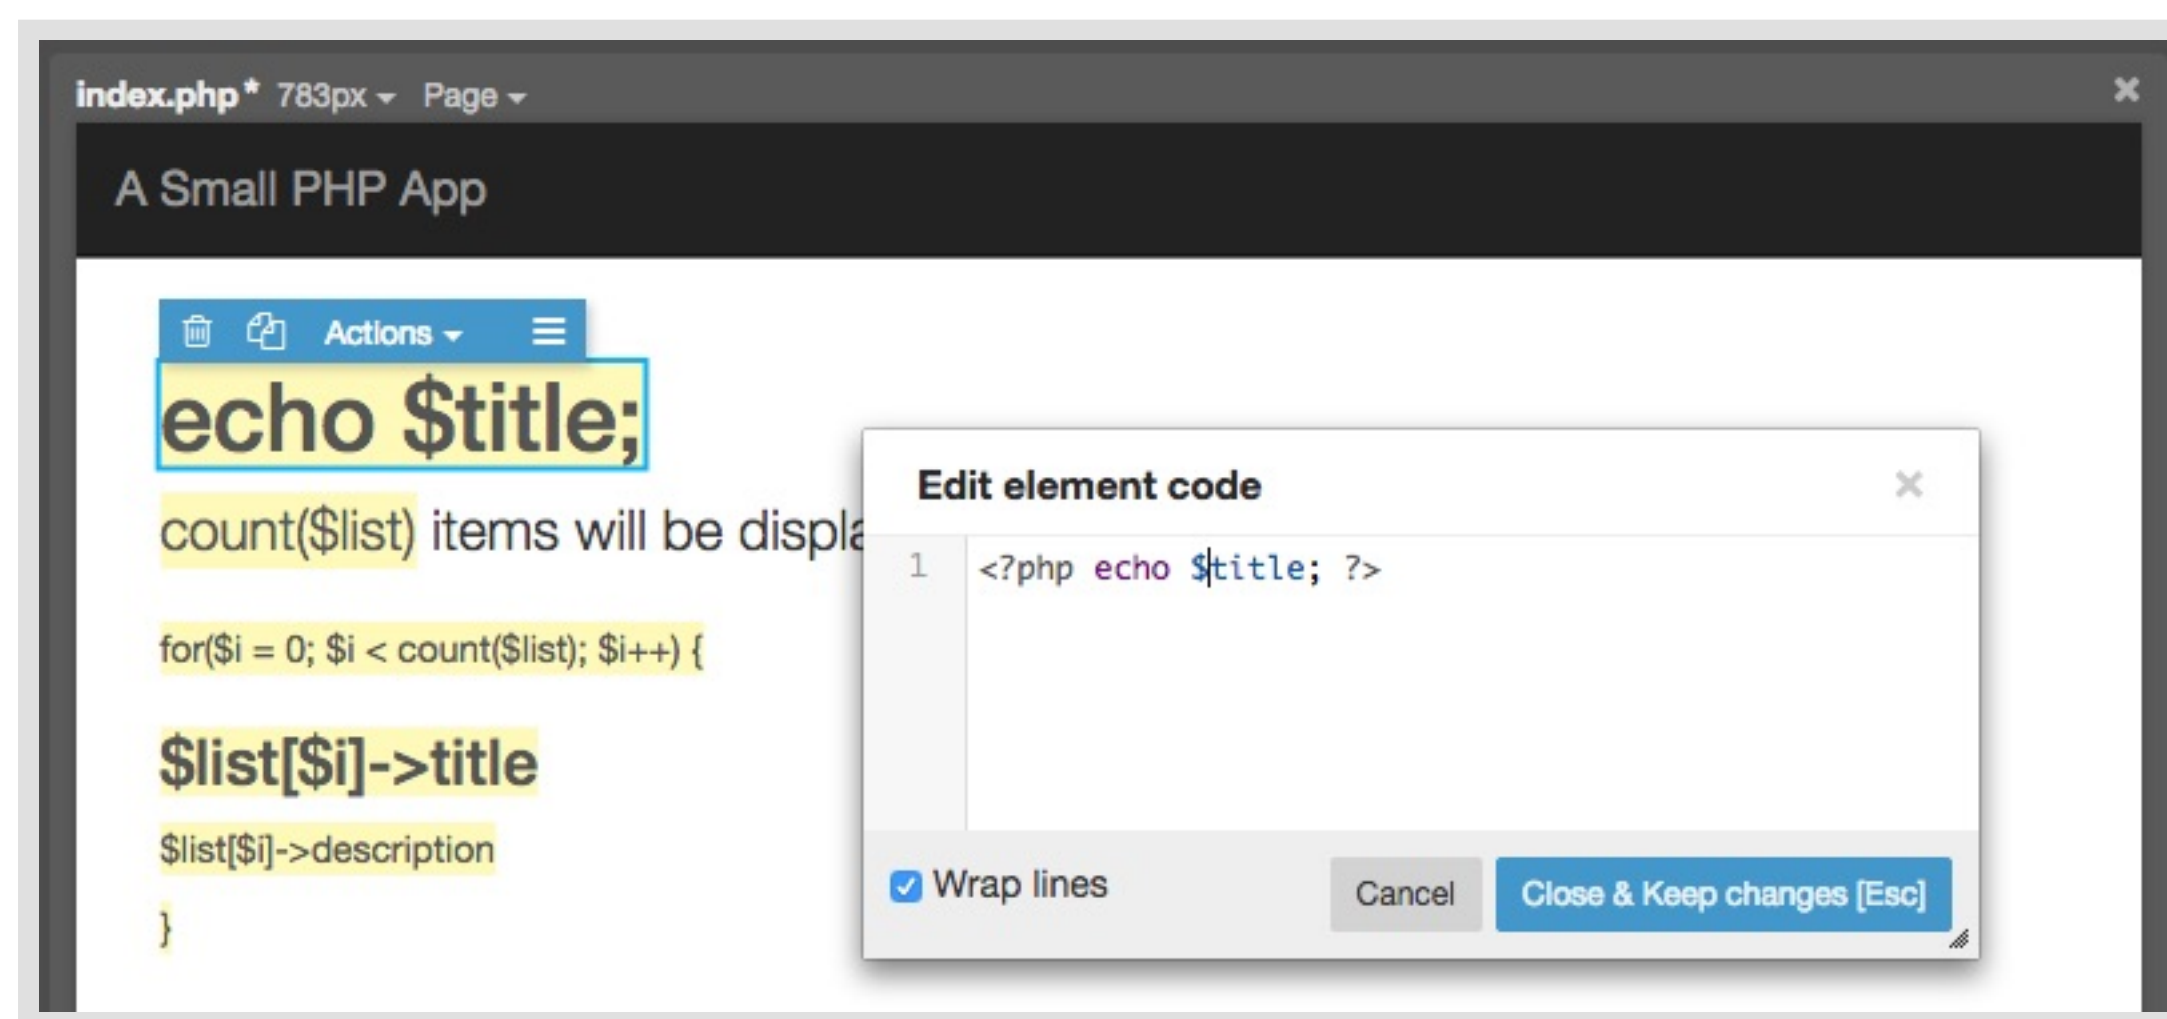 index.php* 783px Page
A Small PHP App
Actions
echo $title;
count($list) items will be displa
for($i = 0; $i < count($list); $i++) {
$list[$i]->title
$list[$i]->description
}
Edit element code
1 <?php echo $title; ?>
Wrap lines
Cancel
Close & Keep changes [Esc]